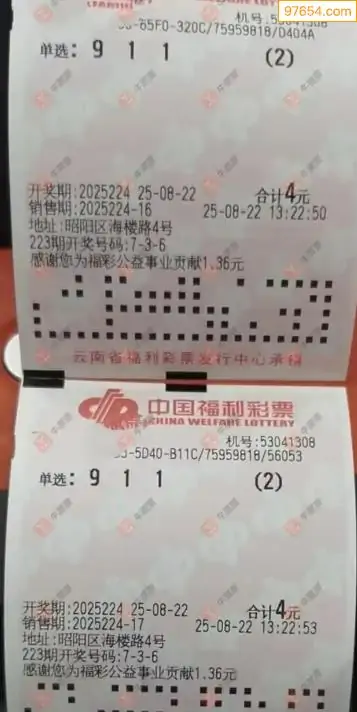 97654.com
机号:53041308
-65F0-320C/75959818/D404A
单选: 9 1 1 (2)
开奖期:2025224 25-08-22 合计4元
销售期:2025224-16 25-08-22 13:22:50
地址:昭阳区海楼路4号
223期开奖号码:7-3-6
感谢您为福彩公益事业贡献1.36元
云南省福利彩票发行中心承销
中国福利彩票
CHINA WELFARE LOTTERY
机号:53041308
-5D40-B11C/75959818/56053
单选: 9 1 1 (2)
开奖期:2025224 25-08-22 合计4元
销售期:2025224-17 25-08-22 13:22:53
地址:昭阳区海楼路4号
223期开奖号码:7-3-6
感谢您为福彩公益事业贡献1.36元